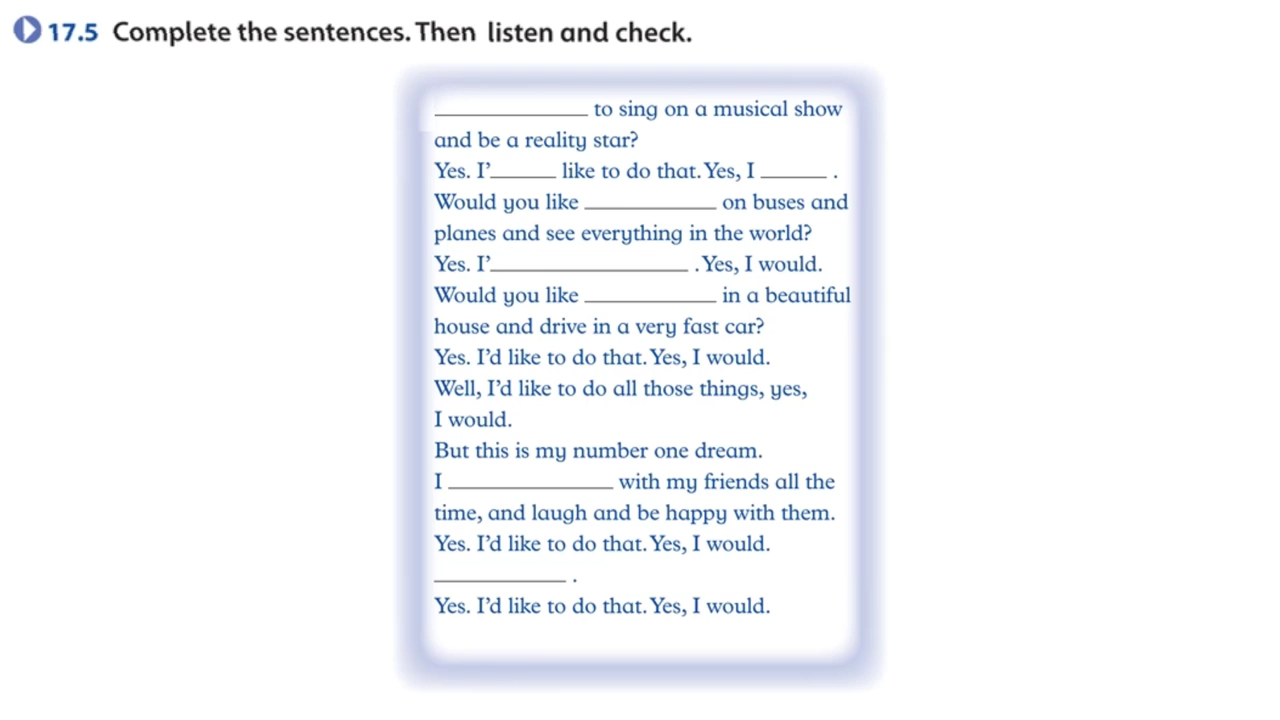 17.5 Complete the sentences. Then listen and check.
______________ to sing on a musical show
and be a reality star?
Yes. I'______ like to do that. Yes, I ______ .
Would you like ____________ on buses and
planes and see everything in the world?
Yes. I'__________________ . Yes, I would.
Would you like ____________ in a beautiful
house and drive in a very fast car?
Yes. I'd like to do that. Yes, I would.
Well, I'd like to do all those things, yes,
I would.
But this is my number one dream.
I _______________ with my friends all the
time, and laugh and be happy with them.
Yes. I'd like to do that. Yes, I would.
____________ .
Yes. I'd like to do that. Yes, I would.